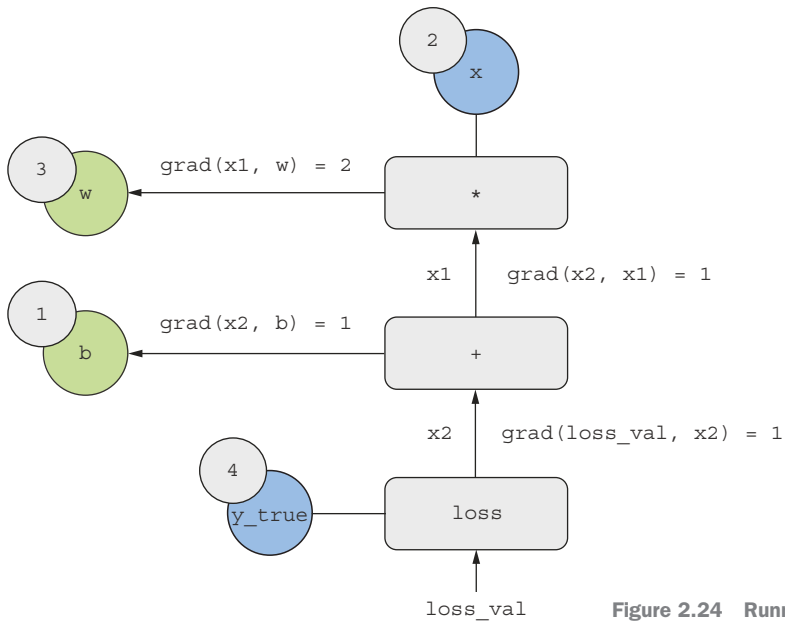 2
x
3
w
grad(x1, w) = 2
*
x1
grad(x2, x1) = 1
1
b
grad(x2, b) = 1
+
x2
grad(loss_val, x2) = 1
4
y_true
loss
loss_val
Figure 2.24